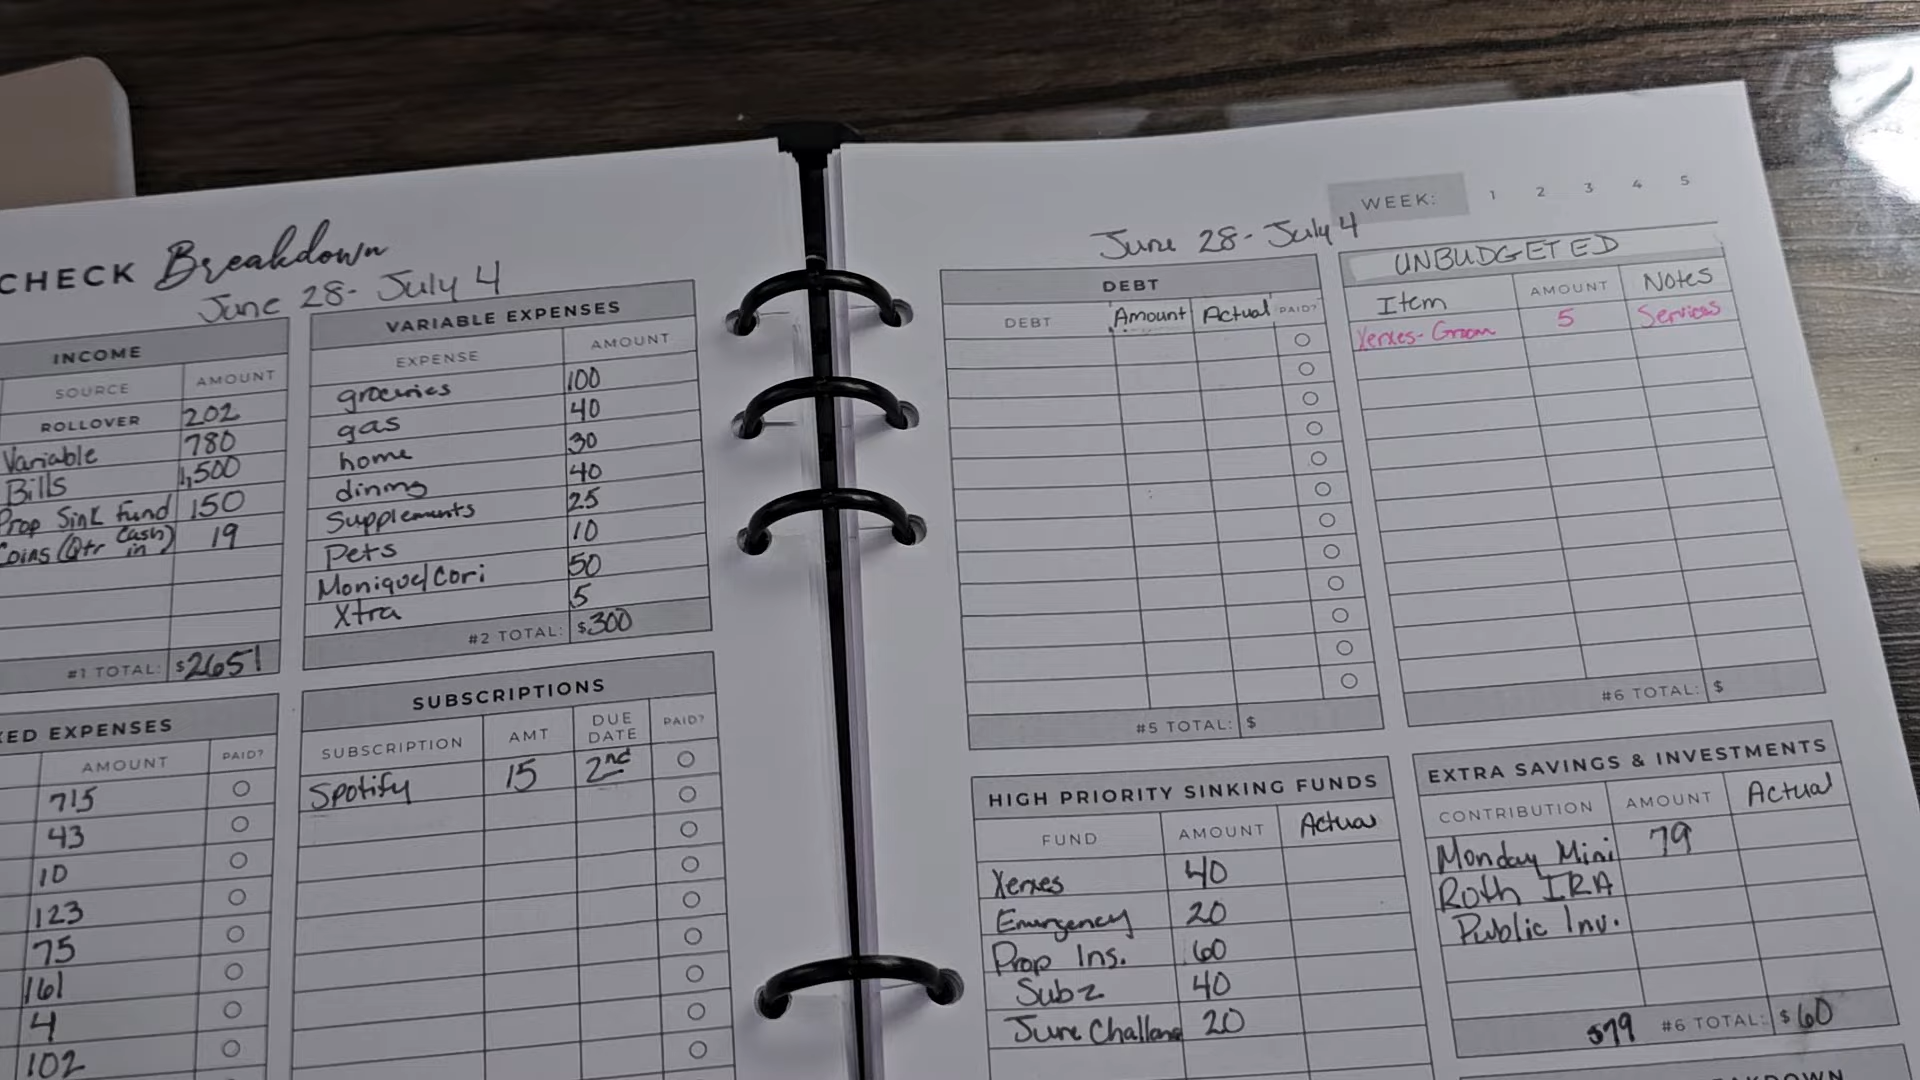 CHECK Breakdown
June 28- July 4
INCOME
SOURCE AMOUNT
ROLLOVER 202
Variable 780
Bills 1,500
Prop Sink fund 150
Coins (Qtr Cash in) 19
#1 TOTAL: $2651
VARIABLE EXPENSES
EXPENSE AMOUNT
groceries 100
gas 40
home 30
dining 40
Supplements 25
Pets 10
Monique/Cori 50
Xtra 5
#2 TOTAL: $300
XED EXPENSES
AMOUNT PAID?
715
43
10
123
75
161
4
102
SUBSCRIPTIONS
SUBSCRIPTION AMT DUE DATE PAID?
Spotify 15 2nd
WEEK: 1 2 3 4 5
June 28- July 4
DEBT
DEBT Amount Actual PAID?
#5 TOTAL: $
UNBUDGETED
Item AMOUNT Notes
Xerxes- Groom 5 Services
#6 TOTAL: $
HIGH PRIORITY SINKING FUNDS
FUND AMOUNT Actual
Xerxes 40
Emergency 20
Prop Ins. 60
Subz 40
June Challeng 20
EXTRA SAVINGS & INVESTMENTS
CONTRIBUTION AMOUNT Actual
Monday Mini 79
Roth IRA
Public Inv.
$79 #6 TOTAL: $60